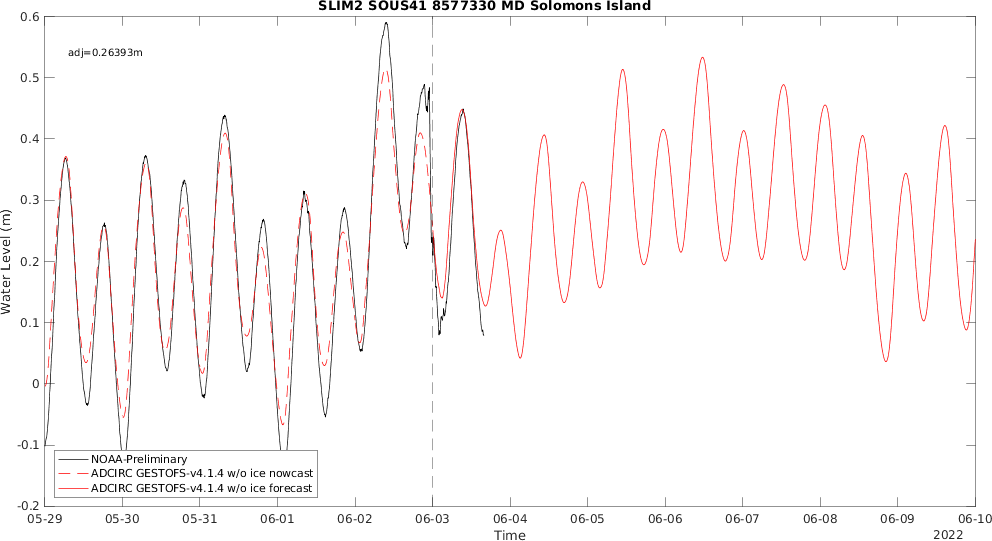 SLIM2 SOUS41 8577330 MD Solomons Island
adj=0.26393m
Water Level (m)
0.6
0.5
0.4
0.3
0.2
0.1
0
-0.1
-0.2
NOAA-Preliminary
ADCIRC GESTOFS-v4.1.4 w/o ice nowcast
ADCIRC GESTOFS-v4.1.4 w/o ice forecast
05-29 05-30 05-31 06-01 06-02 06-03 06-04 06-05 06-06 06-07 06-08 06-09 06-10
Time
2022